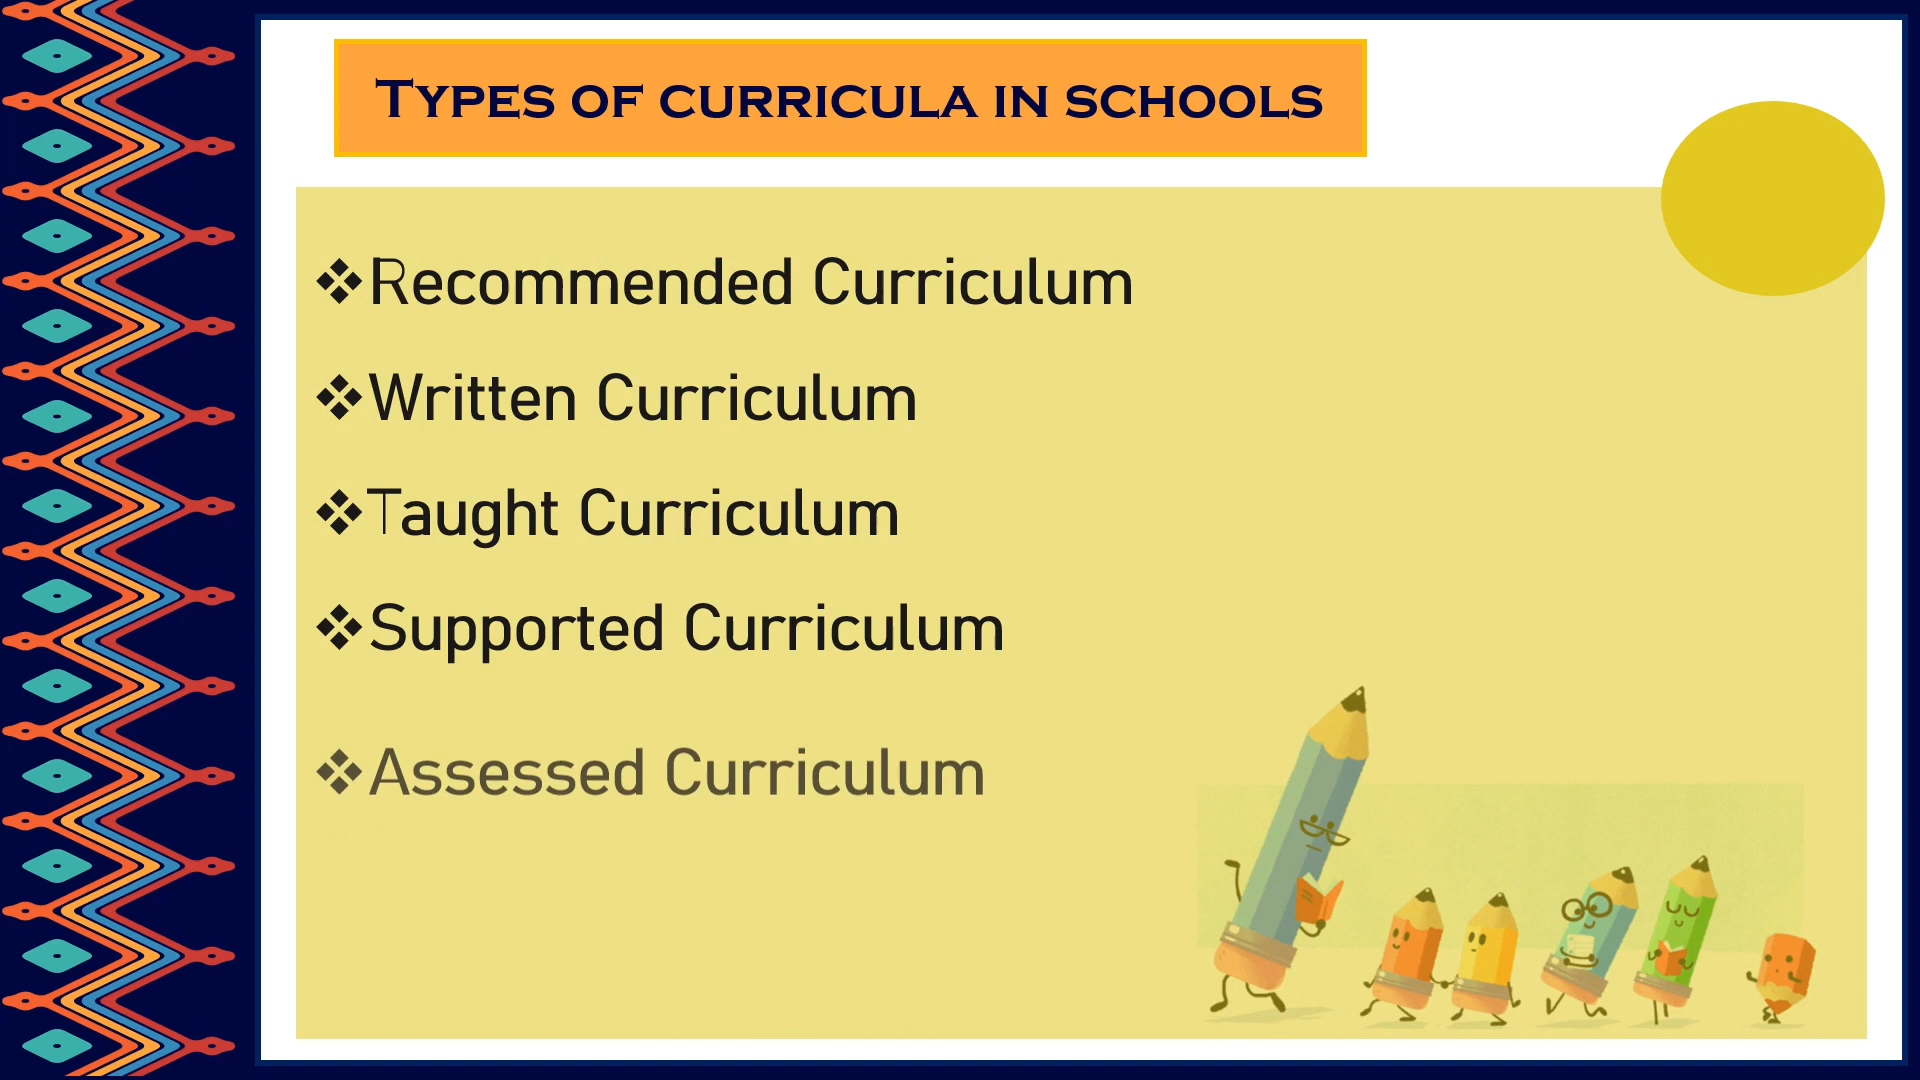 Types of curricula in schools
❖Recommended Curriculum
❖Written Curriculum
❖Taught Curriculum
❖Supported Curriculum
❖Assessed Curriculum